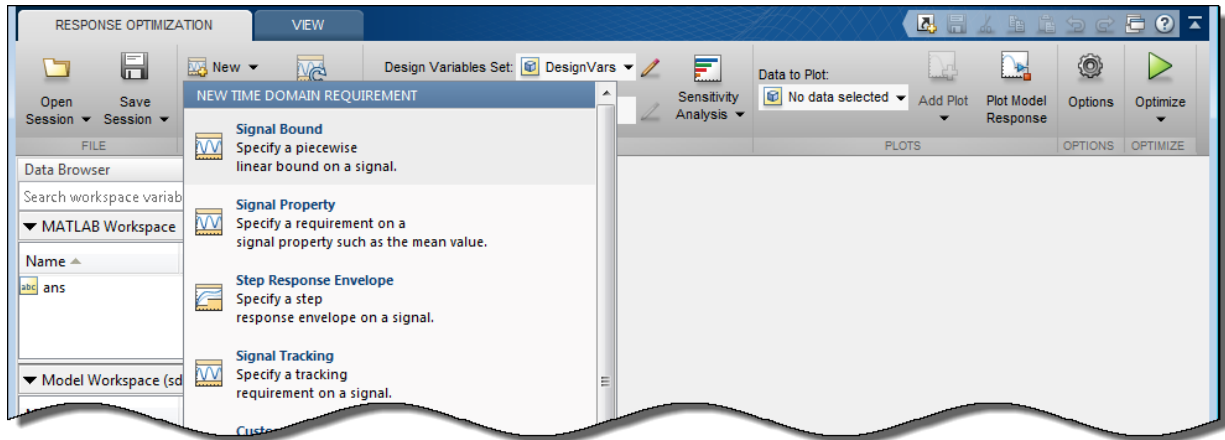 RESPONSE OPTIMIZATION VIEW
New Design Variables Set: DesignVars
Data to Plot:
No data selected
Open Session Save Session
Sensitivity Analysis
Add Plot
Plot Model Response
Options
Optimize
FILE PLOTS OPTIONS OPTIMIZE
NEW TIME DOMAIN REQUIREMENT
Signal Bound
Specify a piecewise
linear bound on a signal.
Signal Property
Specify a requirement on a
signal property such as the mean value.
Step Response Envelope
Specify a step
response envelope on a signal.
Signal Tracking
Specify a tracking
requirement on a signal.
Data Browser
Search workspace variab
MATLAB Workspace
Name
abc ans
Model Workspace (sd